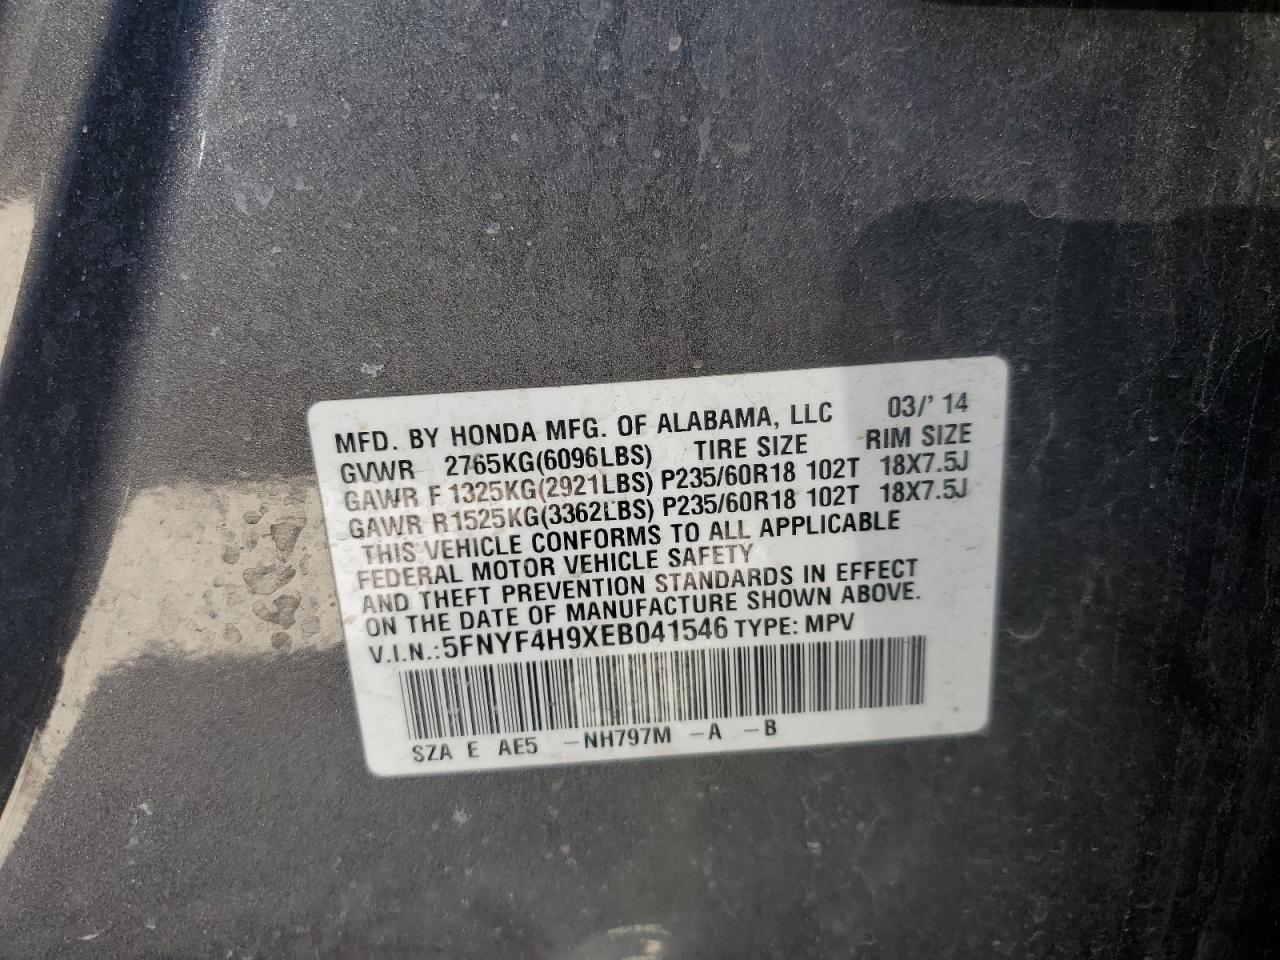 MFD. BY HONDA MFG. OF ALABAMA, LLC 03/' 14
GVWR 2765KG(6096LBS) TIRE SIZE RIM SIZE
GAWR F 1325KG(2921LBS) P235/60R18 102T 18X7.5J
GAWR R1525KG(3362LBS) P235/60R18 102T 18X7.5J
THIS VEHICLE CONFORMS TO ALL APPLICABLE
FEDERAL MOTOR VEHICLE SAFETY
AND THEFT PREVENTION STANDARDS IN EFFECT
ON THE DATE OF MANUFACTURE SHOWN ABOVE.
V.I.N.:5FNYF4H9XEB041546 TYPE: MPV
SZA E AE5 -NH797M -A -B